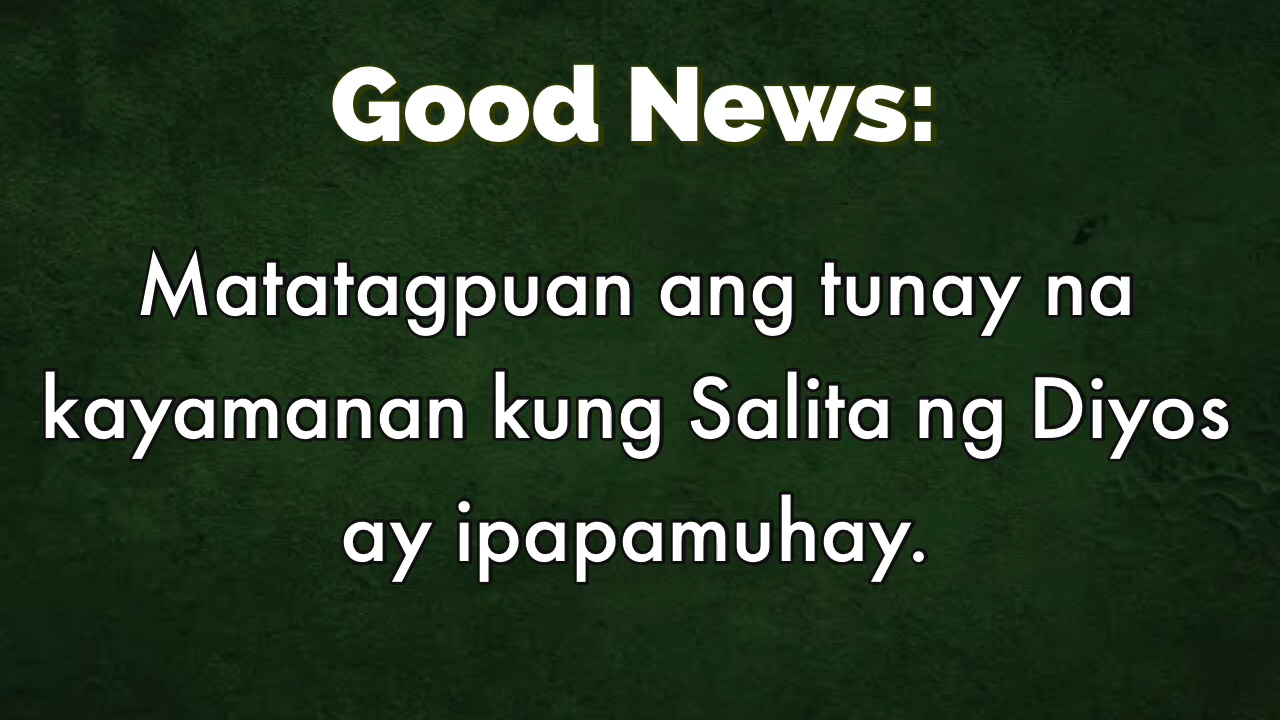 Good News:
Matatagpuan ang tunay na
kayamanan kung Salita ng Diyos
ay ipapamuhay.